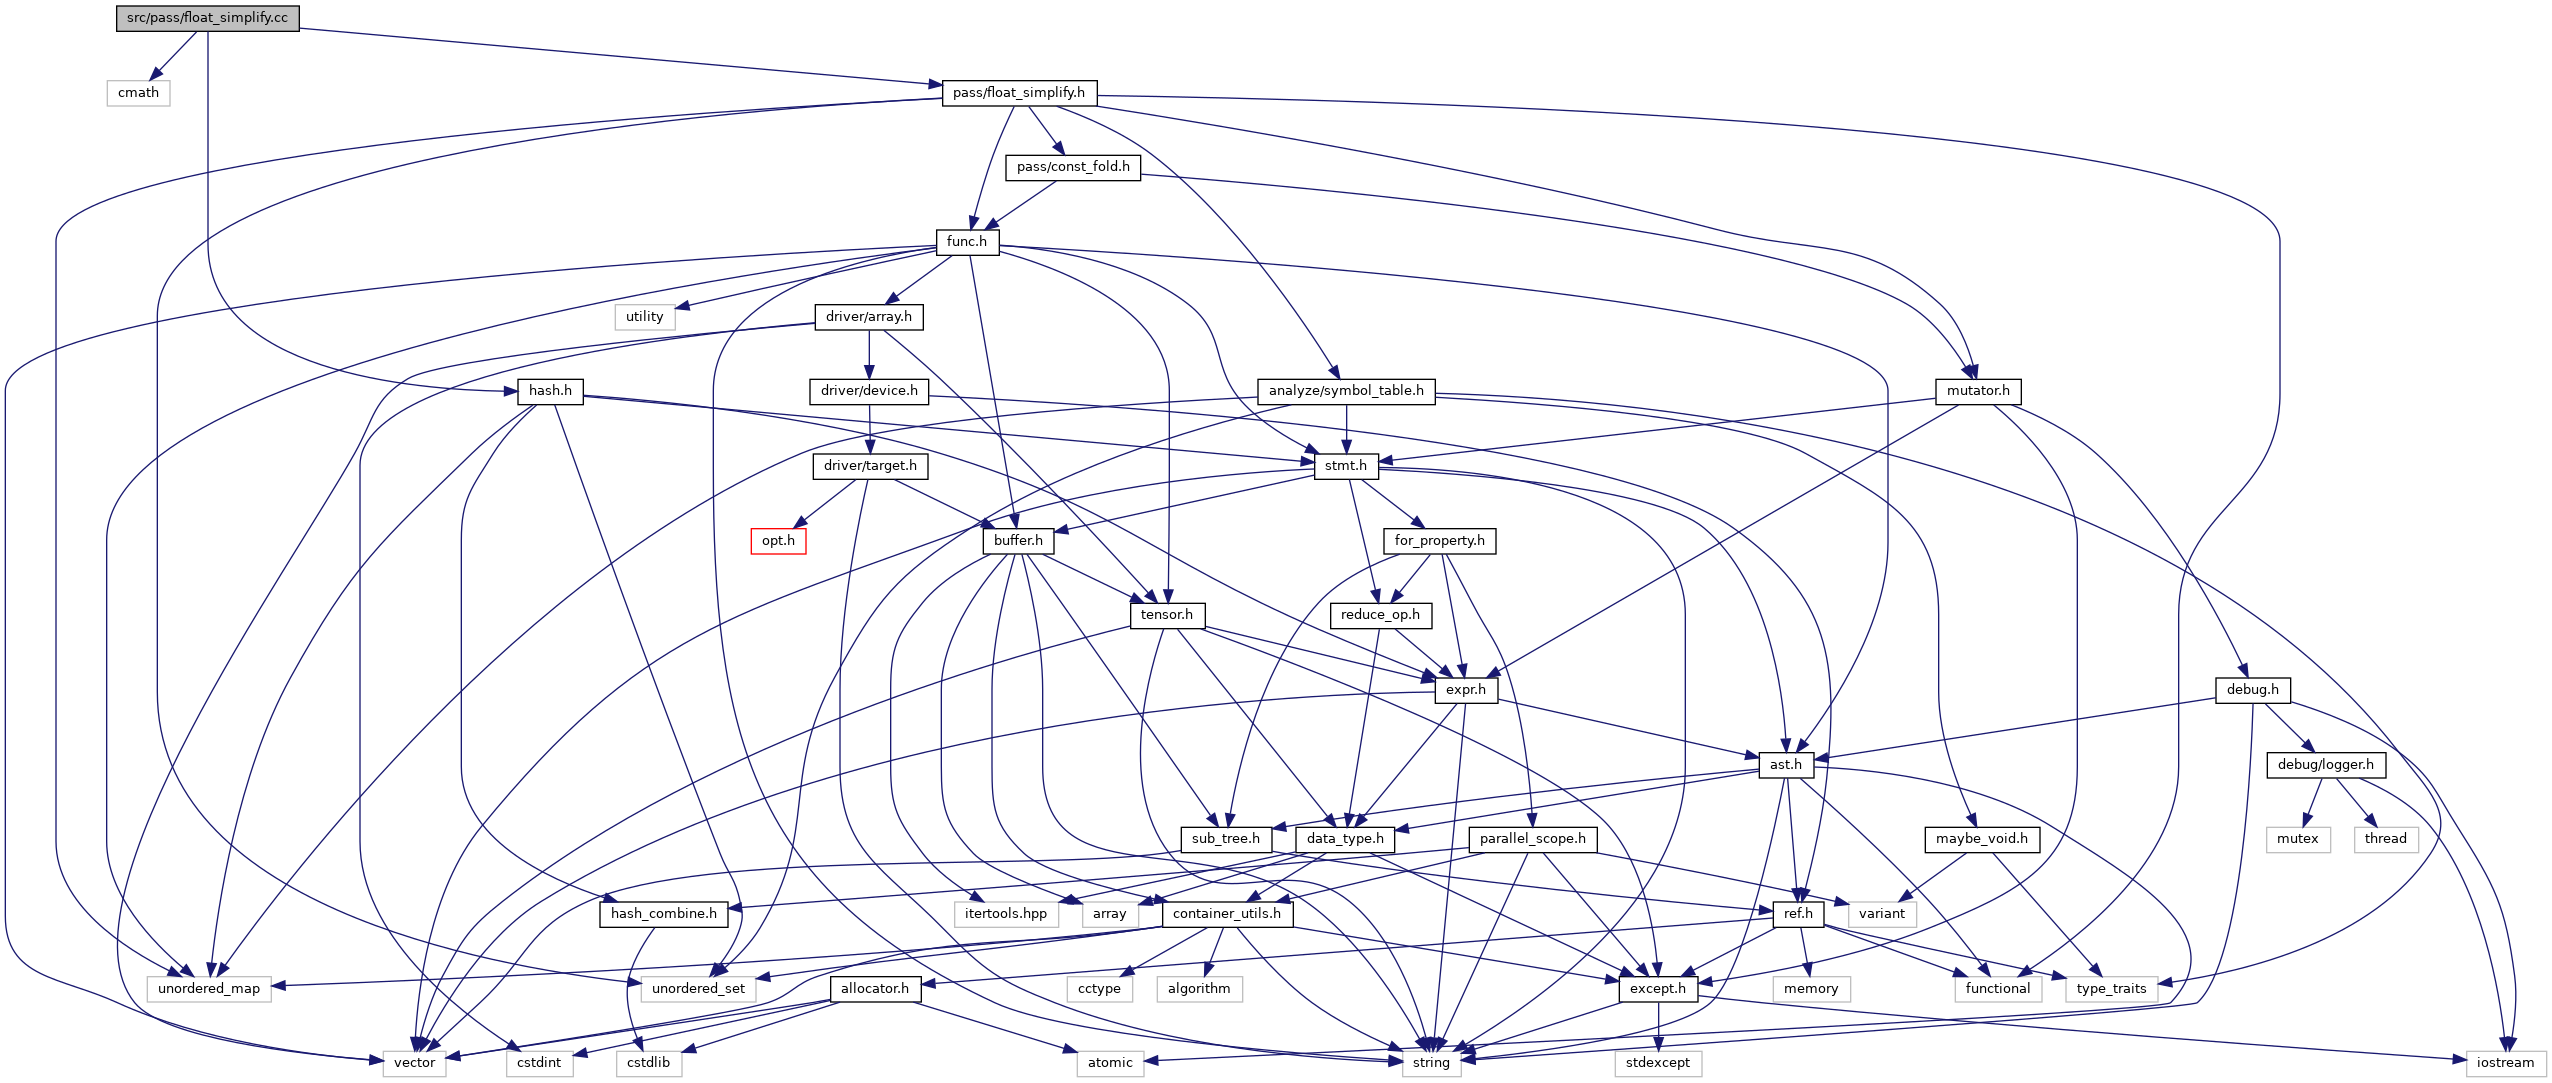 src/pass/float_simplify.cc
cmath
pass/float_simplify.h
pass/const_fold.h
func.h
utility
driver/array.h
hash.h
driver/device.h
analyze/symbol_table.h
mutator.h
driver/target.h
stmt.h
opt.h
buffer.h
for_property.h
tensor.h
reduce_op.h
expr.h
debug.h
ast.h
debug/logger.h
sub_tree.h
data_type.h
parallel_scope.h
maybe_void.h
mutex
thread
hash_combine.h
itertools.hpp
array
container_utils.h
ref.h
variant
unordered_map
unordered_set
allocator.h
cctype
algorithm
except.h
memory
functional
type_traits
vector
cstdint
cstdlib
atomic
string
stdexcept
iostream